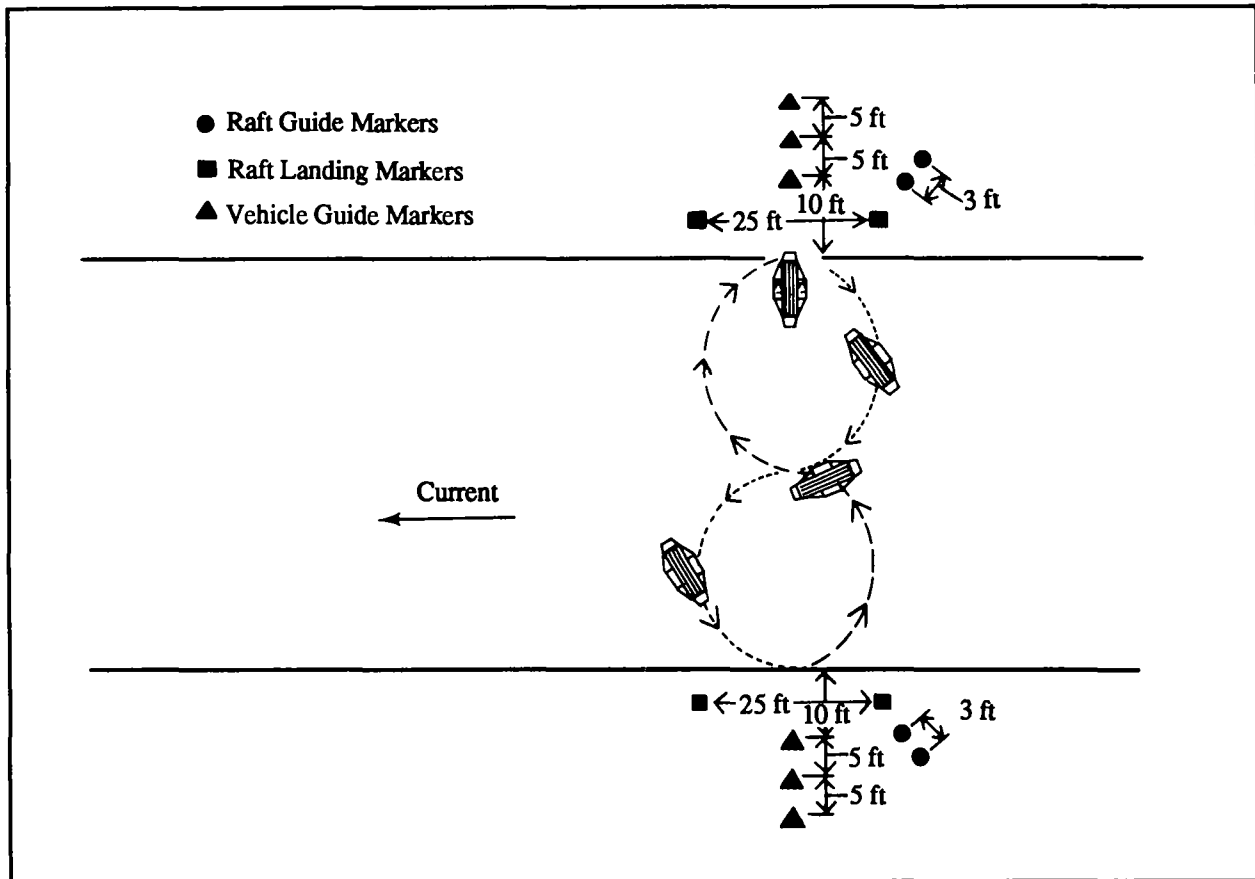 Raft Guide Markers
Raft Landing Markers
Vehicle Guide Markers
5 ft
5 ft
10 ft
25 ft
3 ft
Current
25 ft
10 ft
3 ft
5 ft
5 ft